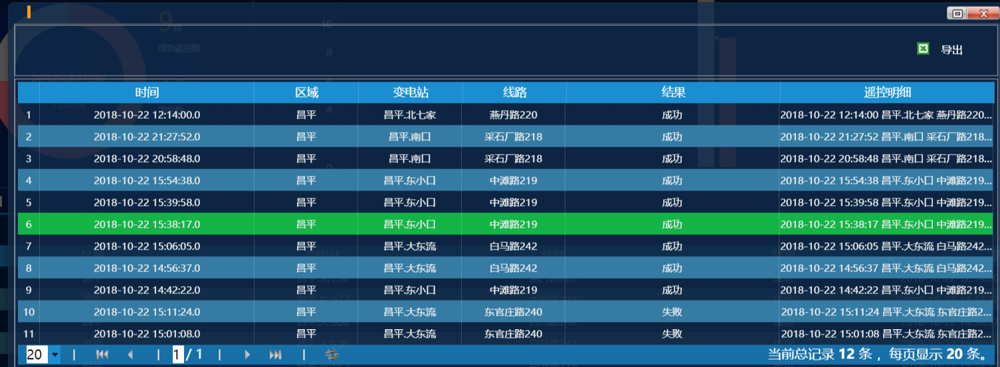 9台
成功遥控数
10
8
导出
时间 区域 变电站 线路 结果 遥控明细
1 2018-10-22 12:14:00.0 昌平 昌平.北七家 燕丹路220 成功 2018-10-22 12:14:00 昌平.北七家 燕丹路220...
2 2018-10-22 21:27:52.0 昌平 昌平.南口 采石厂路218 成功 2018-10-22 21:27:52 昌平.南口 采石厂路218...
3 2018-10-22 20:58:48.0 昌平 昌平.南口 采石厂路218 成功 2018-10-22 20:58:48 昌平.南口 采石厂路218...
4 2018-10-22 15:54:38.0 昌平 昌平.东小口 中滩路219 成功 2018-10-22 15:54:38 昌平.东小口 中滩路219...
5 2018-10-22 15:39:58.0 昌平 昌平.东小口 中滩路219 成功 2018-10-22 15:39:58 昌平.东小口 中滩路219...
6 2018-10-22 15:38:17.0 昌平 昌平.东小口 中滩路219 成功 2018-10-22 15:38:17 昌平.东小口 中滩路219...
7 2018-10-22 15:06:05.0 昌平 昌平.大东流 白马路242 成功 2018-10-22 15:06:05 昌平.大东流 白马路242...
8 2018-10-22 14:56:37.0 昌平 昌平.大东流 白马路242 成功 2018-10-22 14:56:37 昌平.大东流 白马路242...
9 2018-10-22 14:42:22.0 昌平 昌平.东小口 中滩路219 成功 2018-10-22 14:42:22 昌平.东小口 中滩路219...
10 2018-10-22 15:11:24.0 昌平 昌平.大东流 东官庄路240 失败 2018-10-22 15:11:24 昌平.大东流 东官庄路2...
11 2018-10-22 15:01:08.0 昌平 昌平.大东流 东官庄路240 失败 2018-10-22 15:01:08 昌平.大东流 东官庄路2...
20 | | 1 / 1 | | 当前总记录 12 条 ，每页显示 20 条。